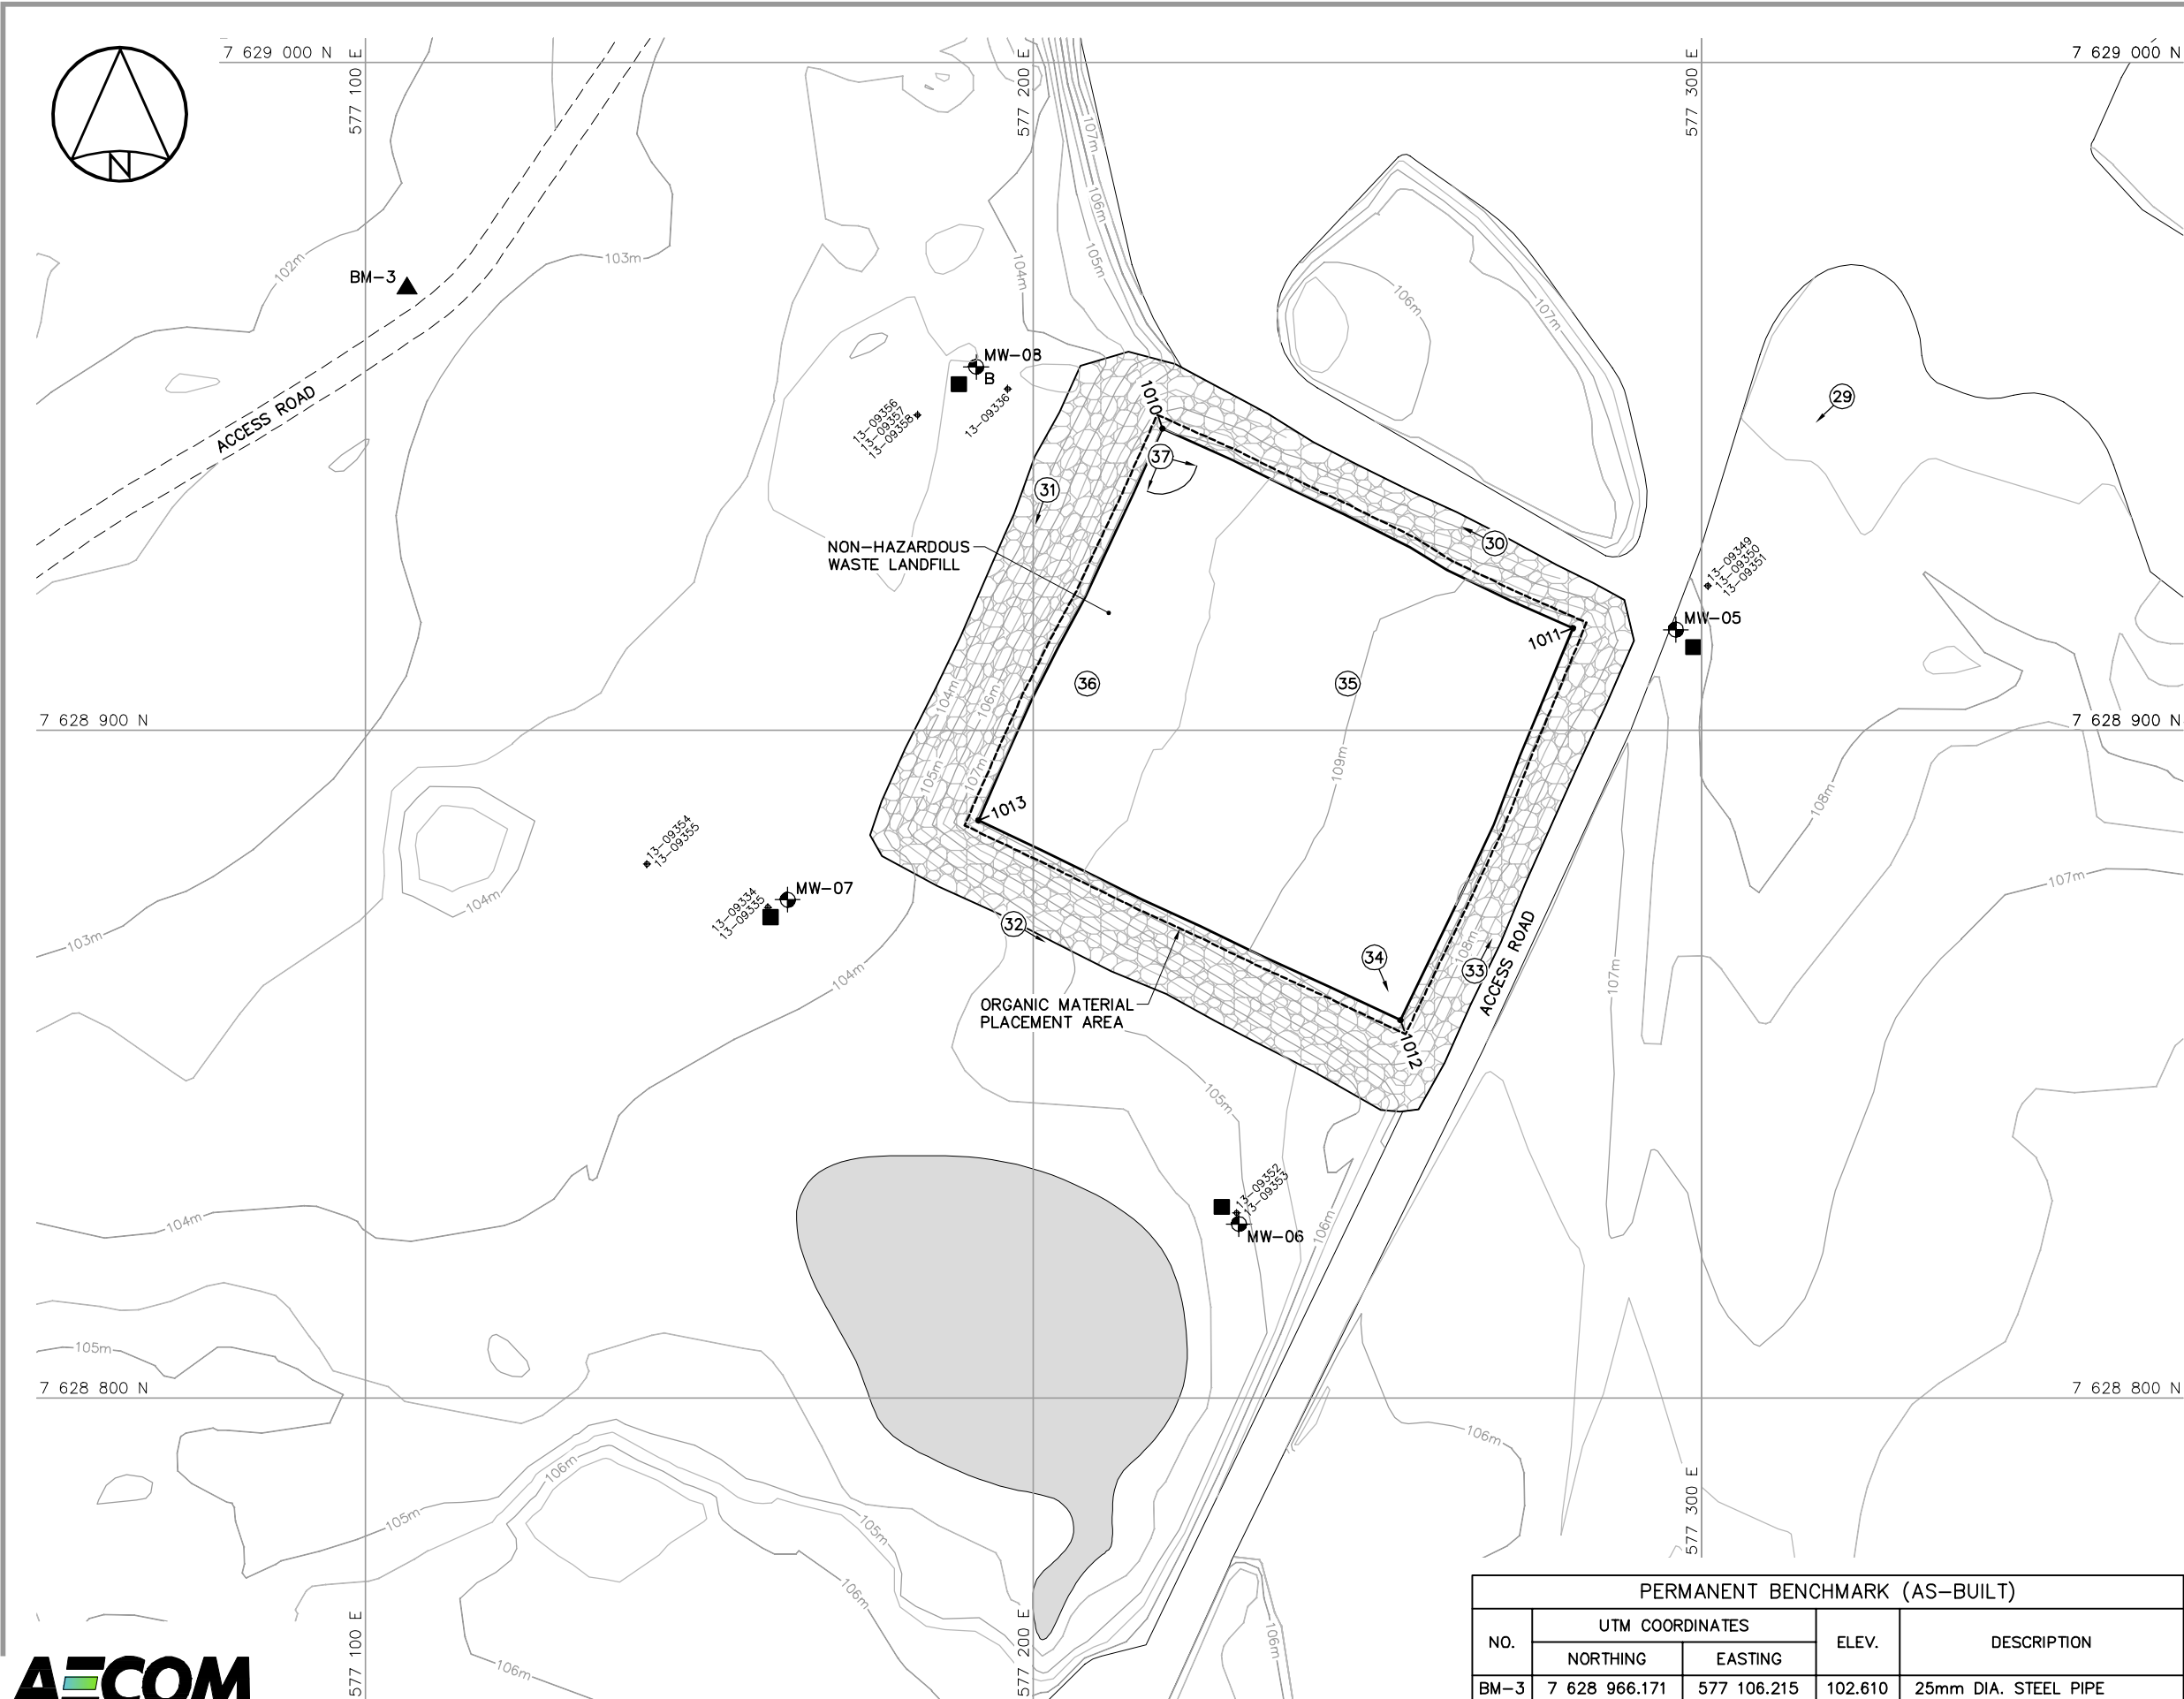 7 629 000 N
577 100 E
577 200 E
577 300 E
7 629 000 N
N
107m
106m
105m
104m
103m
102m
BM-3
106m
107m
ACCESS ROAD
MW-08
B
13-09336
13-09356
13-09357
13-09358
1010
37
31
29
30
NON-HAZARDOUS
WASTE LANDFILL
13-09349
13-09350
13-09351
MW-05
1011
36
35
104m
106m
7 628 900 N
7 628 900 N
105m
107m
109m
108m
1013
13-09354
13-09355
104m
107m
MW-07
13-09334
13-09335
32
103m
104m
34
108m
33
ACCESS ROAD
107m
ORGANIC MATERIAL
PLACEMENT AREA
1012
105m
13-09352
13-09353
MW-06
106m
104m
105m
7 628 800 N
7 628 800 N
106m
106m
105m
105m
106m
106m
106m
577 100 E
577 200 E
577 300 E
AECOM
PERMANENT BENCHMARK (AS-BUILT)
NO.
UTM COORDINATES
ELEV.
DESCRIPTION
NORTHING
EASTING
BM-3 7 628 966.171 577 106.215 102.610 25mm DIA. STEEL PIPE